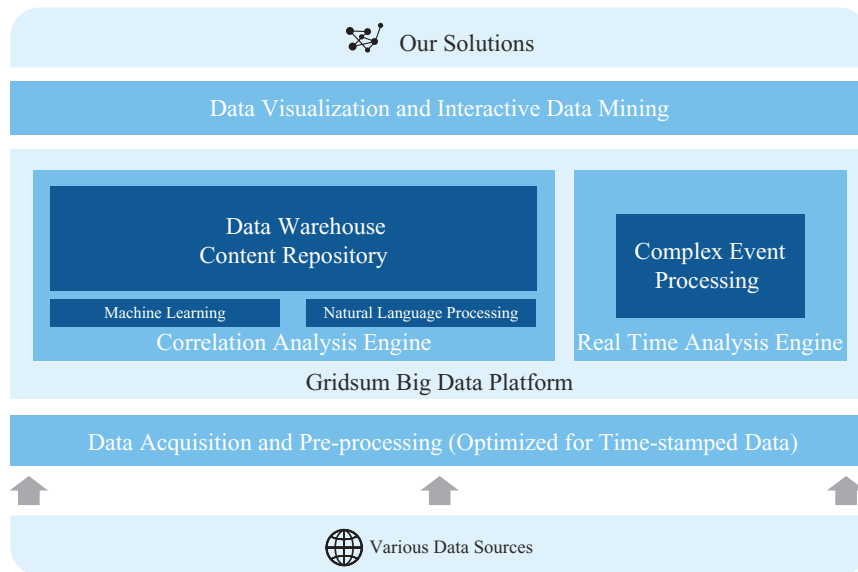 Our Solutions
Data Visualization and Interactive Data Mining
Data Warehouse
Content Repository
Machine Learning
Natural Language Processing
Correlation Analysis Engine
Complex Event
Processing
Real Time Analysis Engine
Gridsum Big Data Platform
Data Acquisition and Pre-processing (Optimized for Time-stamped Data)
Various Data Sources